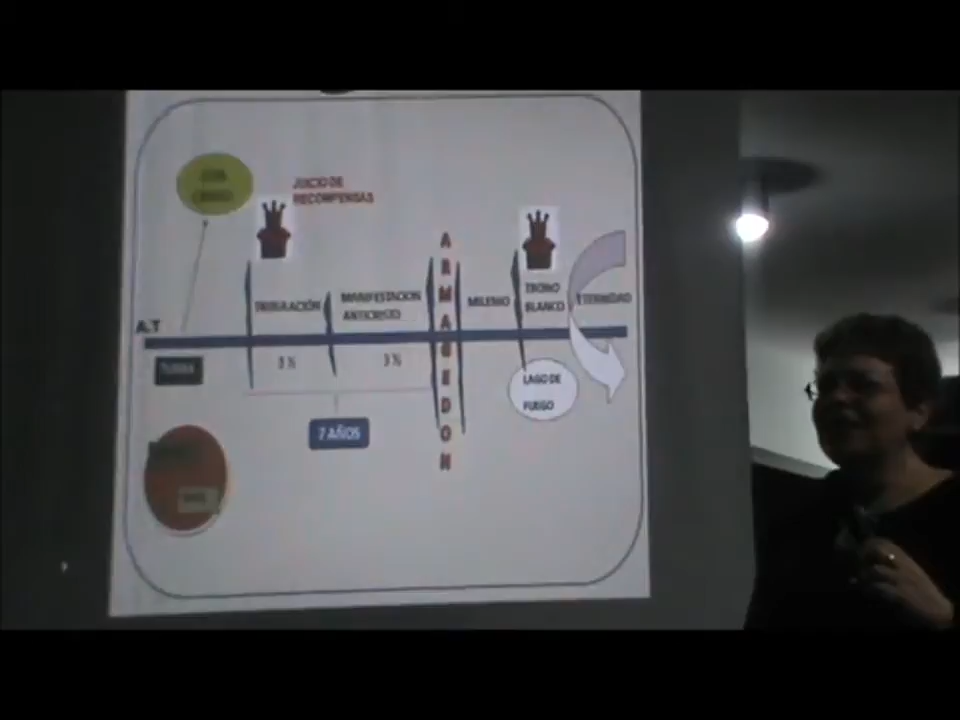 JUICIO DE
RECOMPENSAS
A.T
TRIBULACIÓN
MANIFESTACION
ANTICRISTO
ARMAGEDON
MILENIO
TRONO
BLANCO
ETERNIDAD
3 ½
3 ½
7 AÑOS
LAGO DE
FUEGO